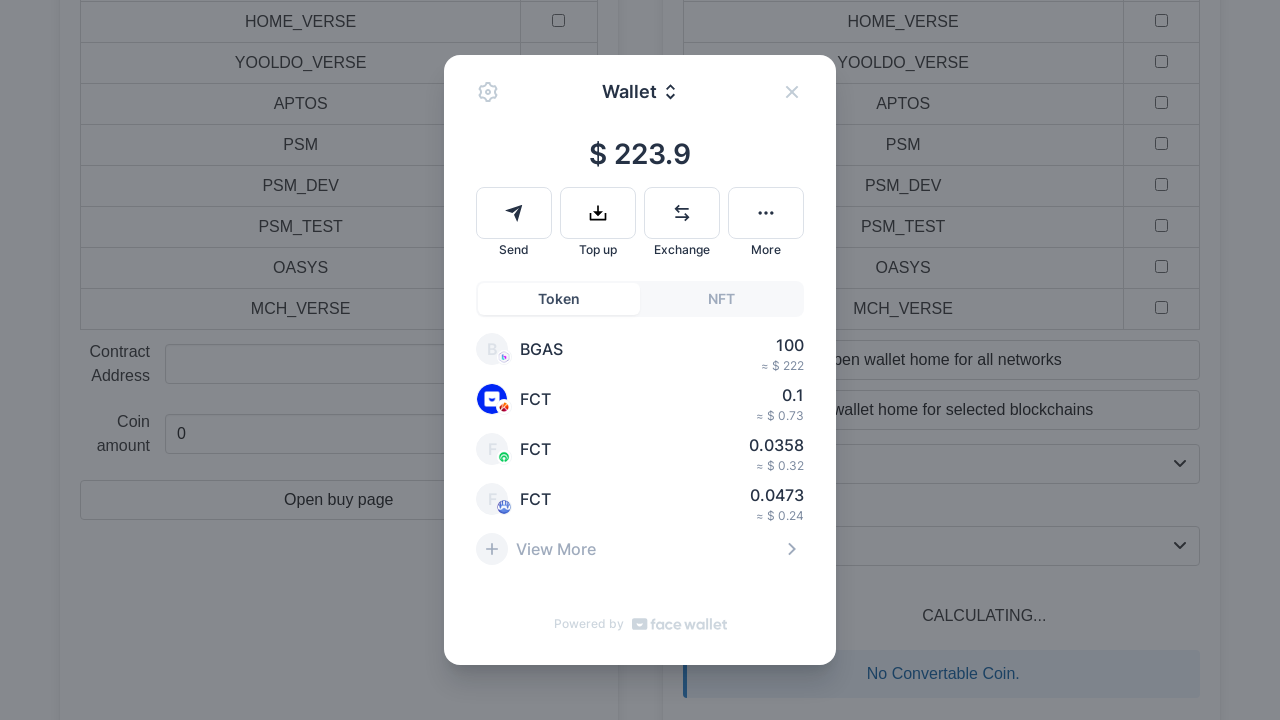 HOME_VERSE
HOME_VERSE
YOOLDO_VERSE
YOOLDO_VERSE
APTOS
APTOS
PSM
PSM
PSM_DEV
PSM_DEV
PSM_TEST
PSM_TEST
OASYS
OASYS
MCH_VERSE
MCH_VERSE
Contract
Address
Coin
amount
0
Open buy page
Wallet
$ 223.9
Send
Top up
Exchange
More
Token
NFT
B
BGAS
100
≈ $ 222
FCT
0.1
≈ $ 0.73
F
FCT
0.0358
≈ $ 0.32
F
FCT
0.0473
≈ $ 0.24
View More
Powered by face wallet
pen wallet home for all networks
wallet home for selected blockchains
CALCULATING...
No Convertable Coin.